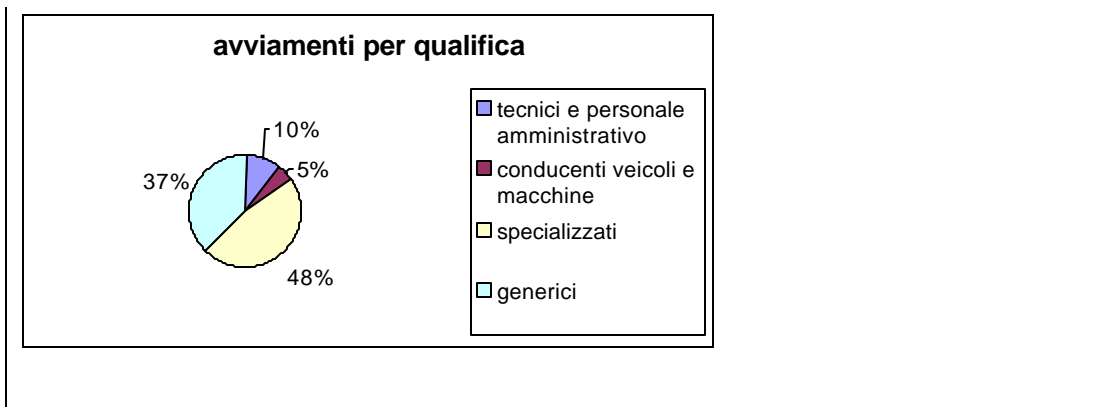 avviamenti per qualifica
10%
5%
37%
48%
tecnici e personale
amministrativo
conducenti veicoli e
macchine
specializzati
generici